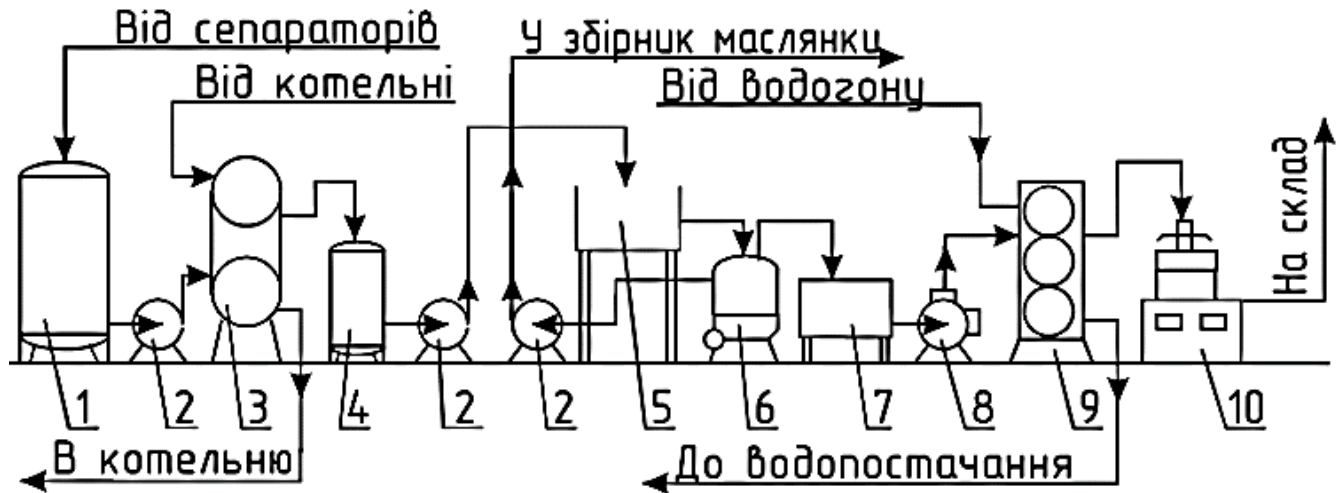 Від сепараторів
У збірник маслянки
Від котельні
Від водогону
На склад
1 2 3 4 2 2 5 6 7 8 9 10
В котельню
До водопостачання